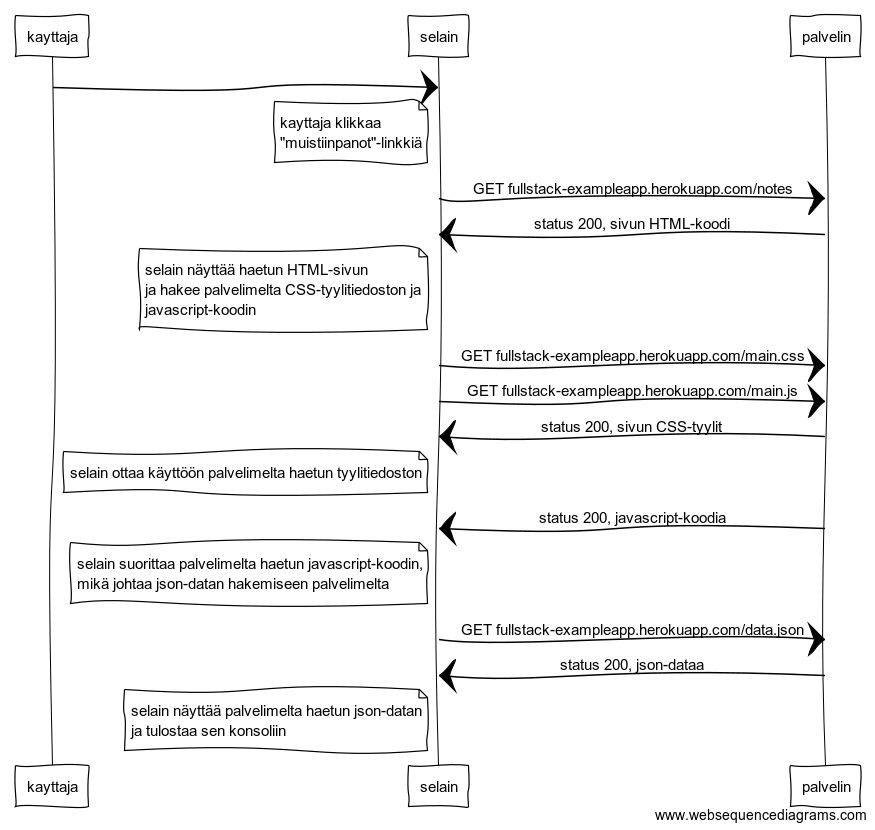 kayttaja
selain
palvelin
kayttaja klikkaa
"muistiinpanot"-linkkiä
GET fullstack-exampleapp.herokuapp.com/notes
status 200, sivun HTML-koodi
selain näyttää haetun HTML-sivun
ja hakee palvelimelta CSS-tyylitiedoston ja
javascript-koodin
GET fullstack-exampleapp.herokuapp.com/main.css
GET fullstack-exampleapp.herokuapp.com/main.js
status 200, sivun CSS-tyylit
selain ottaa käyttöön palvelimelta haetun tyylitiedoston
status 200, javascript-koodia
selain suorittaa palvelimelta haetun javascript-koodin,
mikä johtaa json-datan hakemiseen palvelimelta
GET fullstack-exampleapp.herokuapp.com/data.json
status 200, json-dataa
selain näyttää palvelimelta haetun json-datan
ja tulostaa sen konsoliin
kayttaja
selain
palvelin
www.websequencediagrams.com